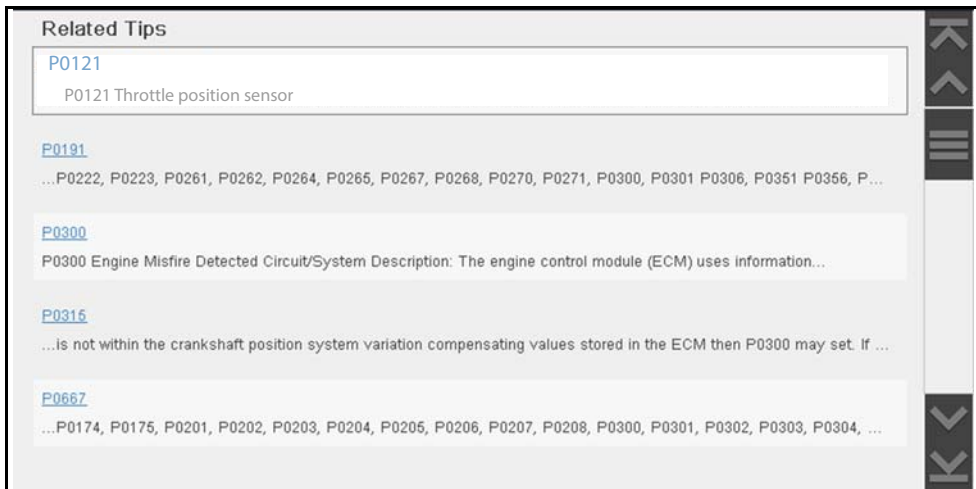 Related Tips
P0121
P0121 Throttle position sensor
P0191
...P0222, P0223, P0261, P0262, P0264, P0265, P0267, P0268, P0270, P0271, P0300, P0301 P0306, P0351 P0356, P...
P0300
P0300 Engine Misfire Detected Circuit/System Description: The engine control module (ECM) uses information...
P0315
...is not within the crankshaft position system variation compensating values stored in the ECM then P0300 may set. If ...
P0667
...P0174, P0175, P0201, P0202, P0203, P0204, P0205, P0206, P0207, P0208, P0300, P0301, P0302, P0303, P0304, ...